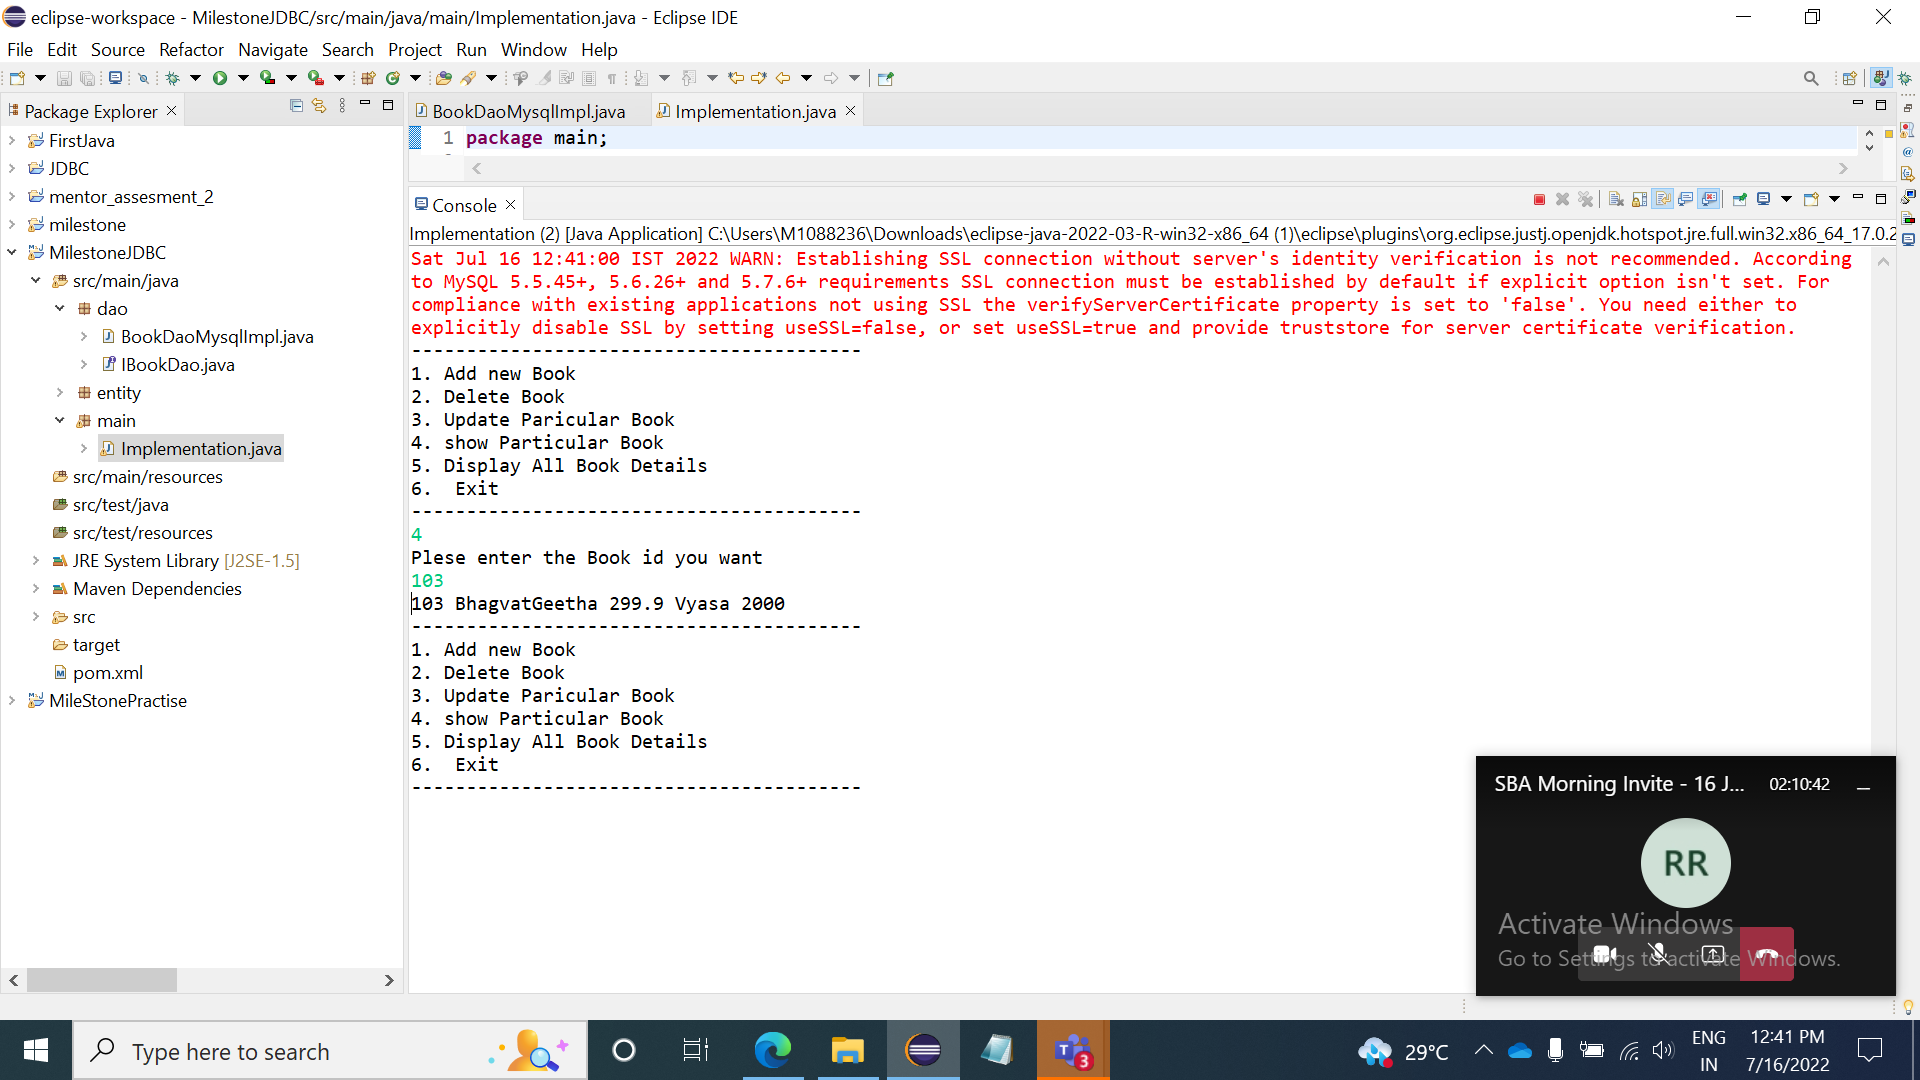 eclipse-workspace - MilestoneJDBC/src/main/java/main/Implementation.java - Eclipse IDE
File Edit Source Refactor Navigate Search Project Run Window Help
Package Explorer
FirstJava
JDBC
mentor_assesment_2
milestone
MilestoneJDBC
src/main/java
dao
BookDaoMysqlImpl.java
IBookDao.java
entity
main
Implementation.java
src/main/resources
src/test/java
src/test/resources
JRE System Library [J2SE-1.5]
Maven Dependencies
src
target
pom.xml
MileStonePractise
BookDaoMysqlImpl.java Implementation.java
1 package main;
Console
Implementation (2) [Java Application] C:\Users\M1088236\Downloads\eclipse-java-2022-03-R-win32-x86_64 (1)\eclipse\plugins\org.eclipse.justj.openjdk.hotspot.jre.full.win32.x86_64_17.0.2
Sat Jul 16 12:41:00 IST 2022 WARN: Establishing SSL connection without server's identity verification is not recommended. According
to MySQL 5.5.45+, 5.6.26+ and 5.7.6+ requirements SSL connection must be established by default if explicit option isn't set. For
compliance with existing applications not using SSL the verifyServerCertificate property is set to 'false'. You need either to
explicitly disable SSL by setting useSSL=false, or set useSSL=true and provide truststore for server certificate verification.
-----------------------------------------
1. Add new Book
2. Delete Book
3. Update Paricular Book
4. show Particular Book
5. Display All Book Details
6.  Exit
-----------------------------------------
4
Plese enter the Book id you want
103
103 BhagvatGeetha 299.9 Vyasa 2000
-----------------------------------------
1. Add new Book
2. Delete Book
3. Update Paricular Book
4. show Particular Book
5. Display All Book Details
6.  Exit
-----------------------------------------
SBA Morning Invite - 16 J... 02:10:42
RR
Activate Windows
Go to Settings to activate Windows.
Type here to search
T 3
29°C
ENG
IN
12:41 PM
7/16/2022